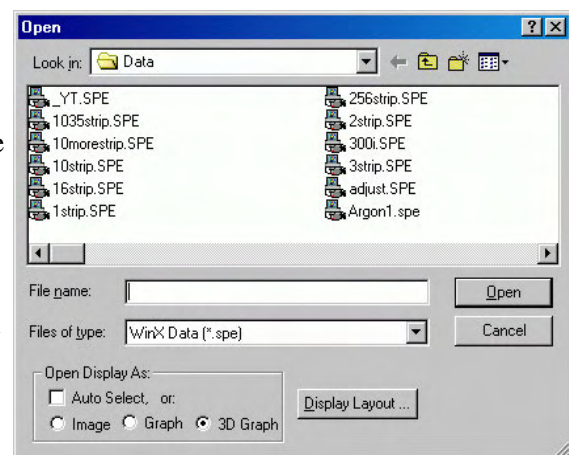 Open
Look in: Data
_YT.SPE
1035strip.SPE
10morestrip.SPE
10strip.SPE
16strip.SPE
1strip.SPE
256strip.SPE
2strip.SPE
300i.SPE
3strip.SPE
adjust.SPE
Argon1.spe
File name:
Open
Files of type: WinX Data (*.spe)
Cancel
Open Display As:
Auto Select, or:
Image Graph 3D Graph
Display Layout ...